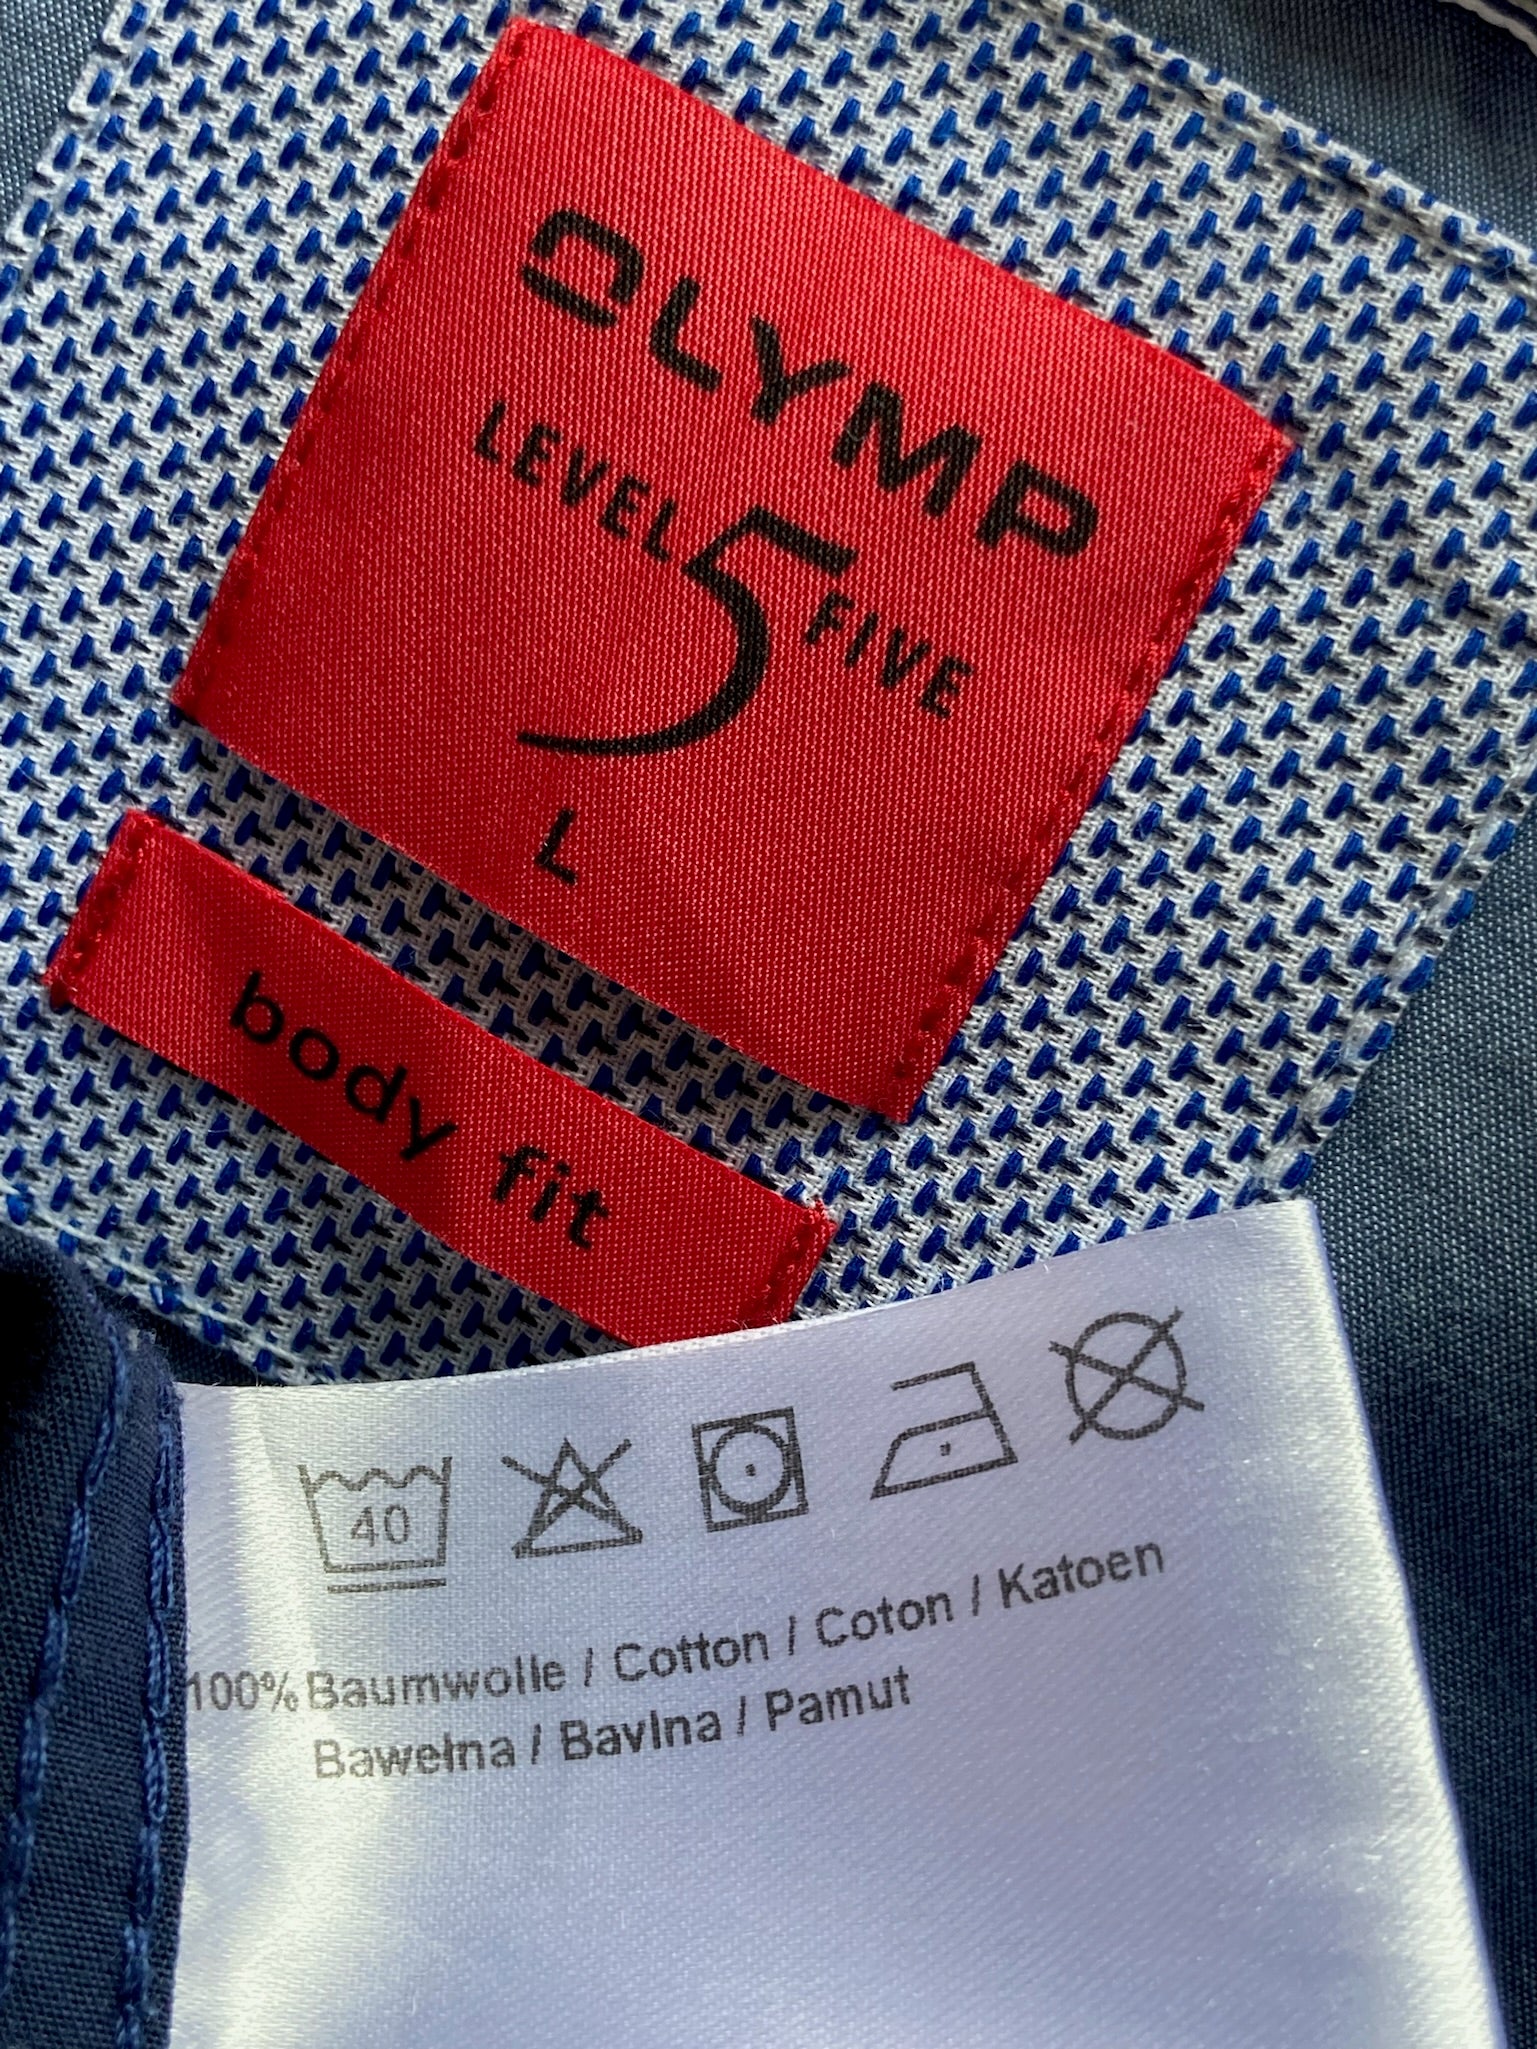 OLYMP
LEVEL 5 FIVE
L
body fit
40
100% Baumwolle / Cotton / Coton / Katoen
Bawełna / Bavlna / Pamut